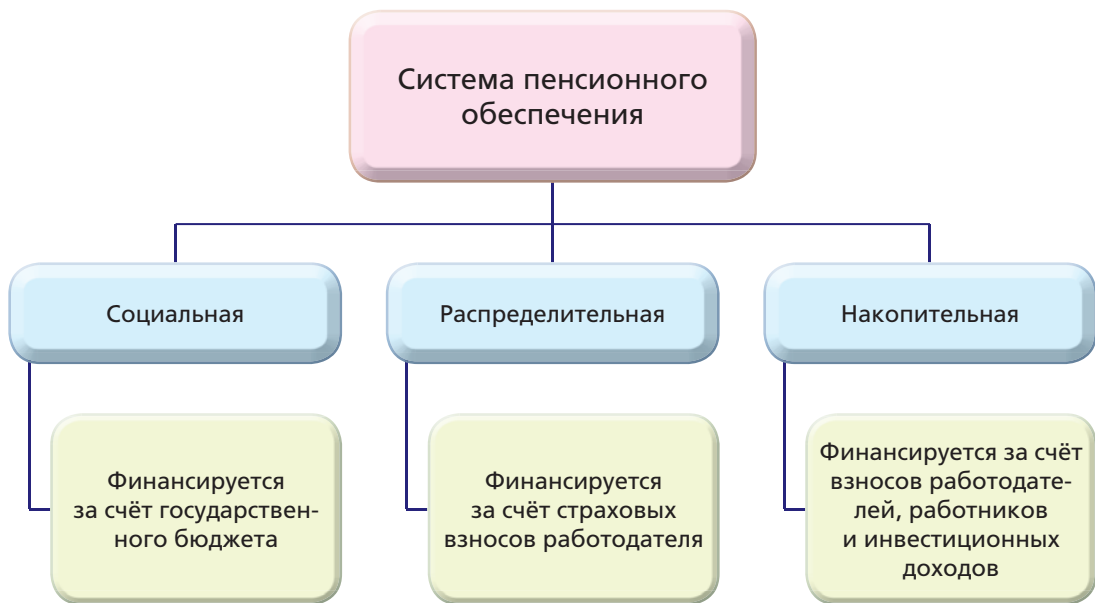 Система пенсионного
обеспечения
Социальная
Распределительная
Накопительная
Финансируется
за счёт государствен-
ного бюджета
Финансируется
за счёт страховых
взносов работодателя
Финансируется за счёт
взносов работодате-
лей, работников
и инвестиционных
доходов